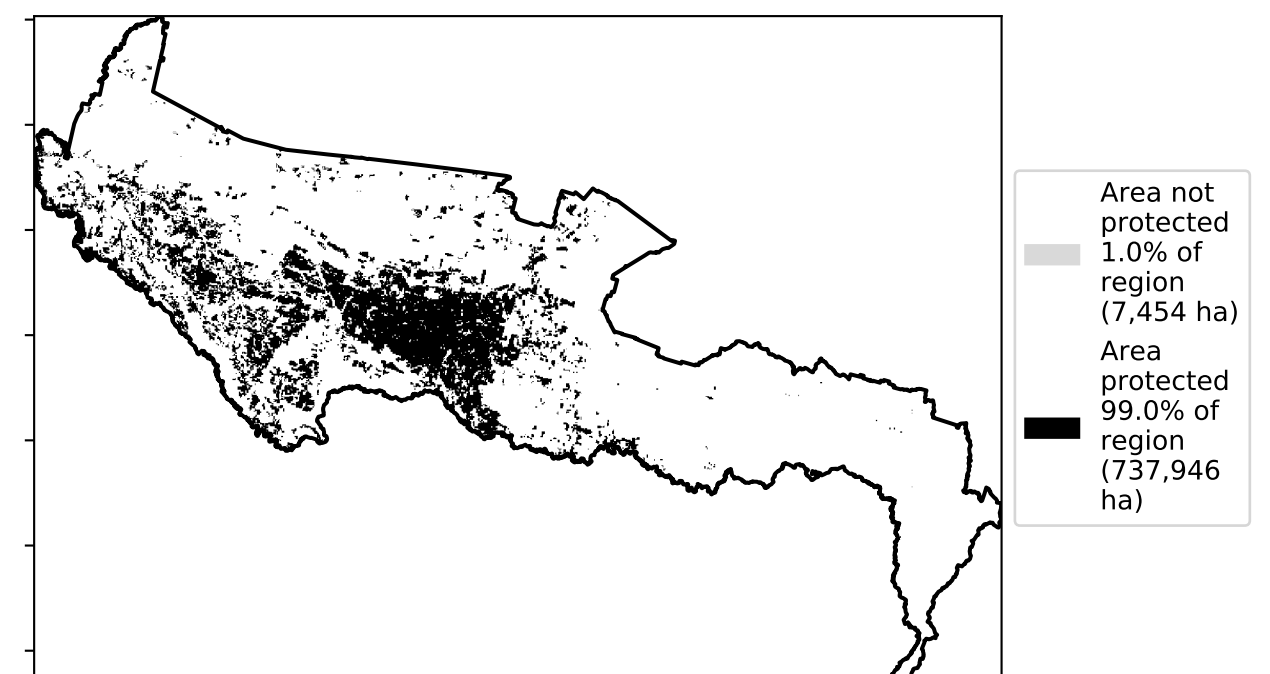 Area not
protected
1.0% of
region
(7,454 ha)
Area
protected
99.0% of
region
(737,946
ha)